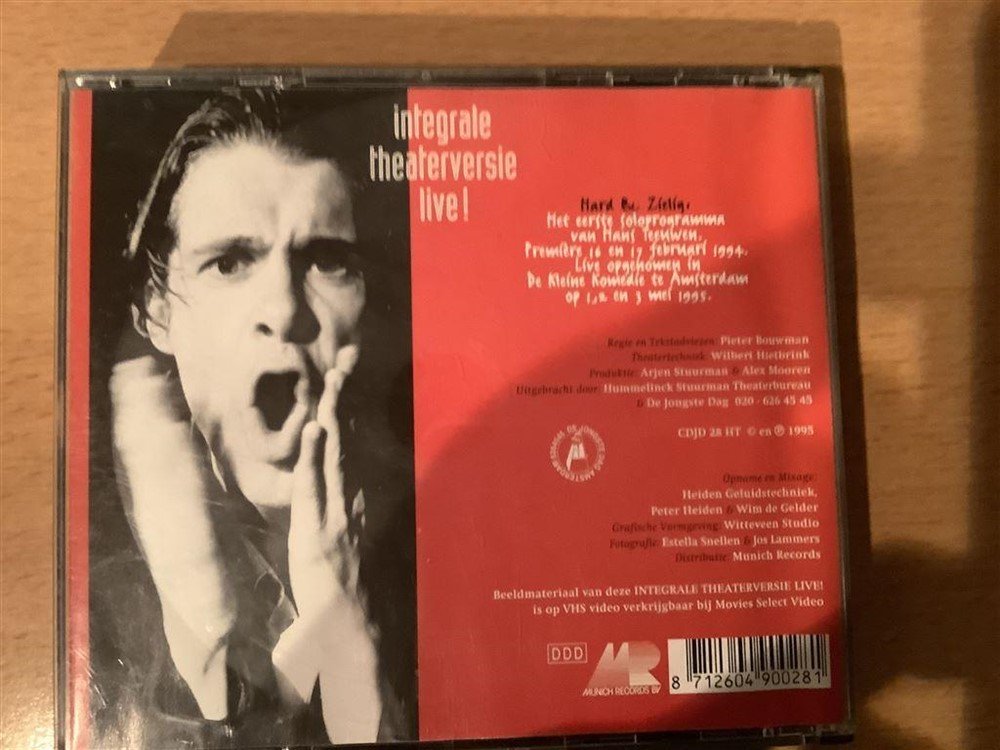 integrale
theaterversie
live!
Hard en Zielig.
Het eerste soloprogramma
van Hans Teeuwen.
Première 16 en 17 februari 1994.
Live opgenomen in
De Kleine Komedie te Amsterdam
op 1,2 en 3 mei 1995.
Regie en Tekstadviezen: Pieter Bouwman
Theatertechniek: Wilbert Hietbrink
Produktie: Arjen Stuurman & Alex Mooren
Uitgebracht door: Hummelinck Stuurman Theaterbureau
& De Jongste Dag 020 - 626 45 45
CDJD 28 HT © en ℗ 1995
Opname en Mixage:
Heiden Geluidstechniek,
Peter Heiden & Wim de Gelder
Grafische Vormgeving: Witteveen Studio
Fotografie: Estella Snellen & Jos Lammers
Distributie: Munich Records
Beeldmateriaal van deze INTEGRALE THEATERVERSIE LIVE!
is op VHS video verkrijgbaar bij Movies Select Video
DDD
MR
MUNICH RECORDS BV
8 712604 900281